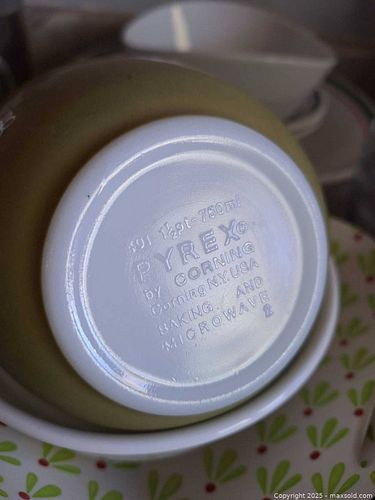 401 1½pt-750ml
PYREX®
by CORNING
Corning N.Y. USA
BAKING AND
MICROWAVE
2
Copyright 2025 - maxsold.com